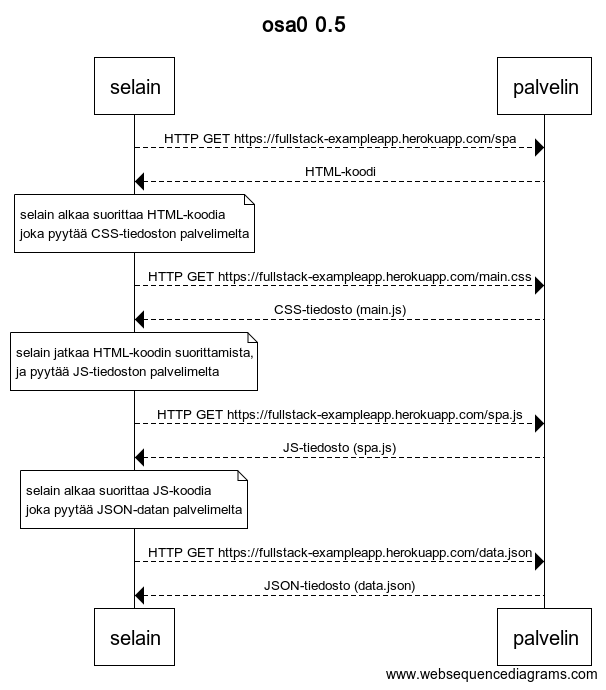 osa0 0.5
selain
palvelin
HTTP GET https://fullstack-exampleapp.herokuapp.com/spa
HTML-koodi
selain alkaa suorittaa HTML-koodia
joka pyytää CSS-tiedoston palvelimelta
HTTP GET https://fullstack-exampleapp.herokuapp.com/main.css
CSS-tiedosto (main.js)
selain jatkaa HTML-koodin suorittamista,
ja pyytää JS-tiedoston palvelimelta
HTTP GET https://fullstack-exampleapp.herokuapp.com/spa.js
JS-tiedosto (spa.js)
selain alkaa suorittaa JS-koodia
joka pyytää JSON-datan palvelimelta
HTTP GET https://fullstack-exampleapp.herokuapp.com/data.json
JSON-tiedosto (data.json)
selain
palvelin
www.websequencediagrams.com